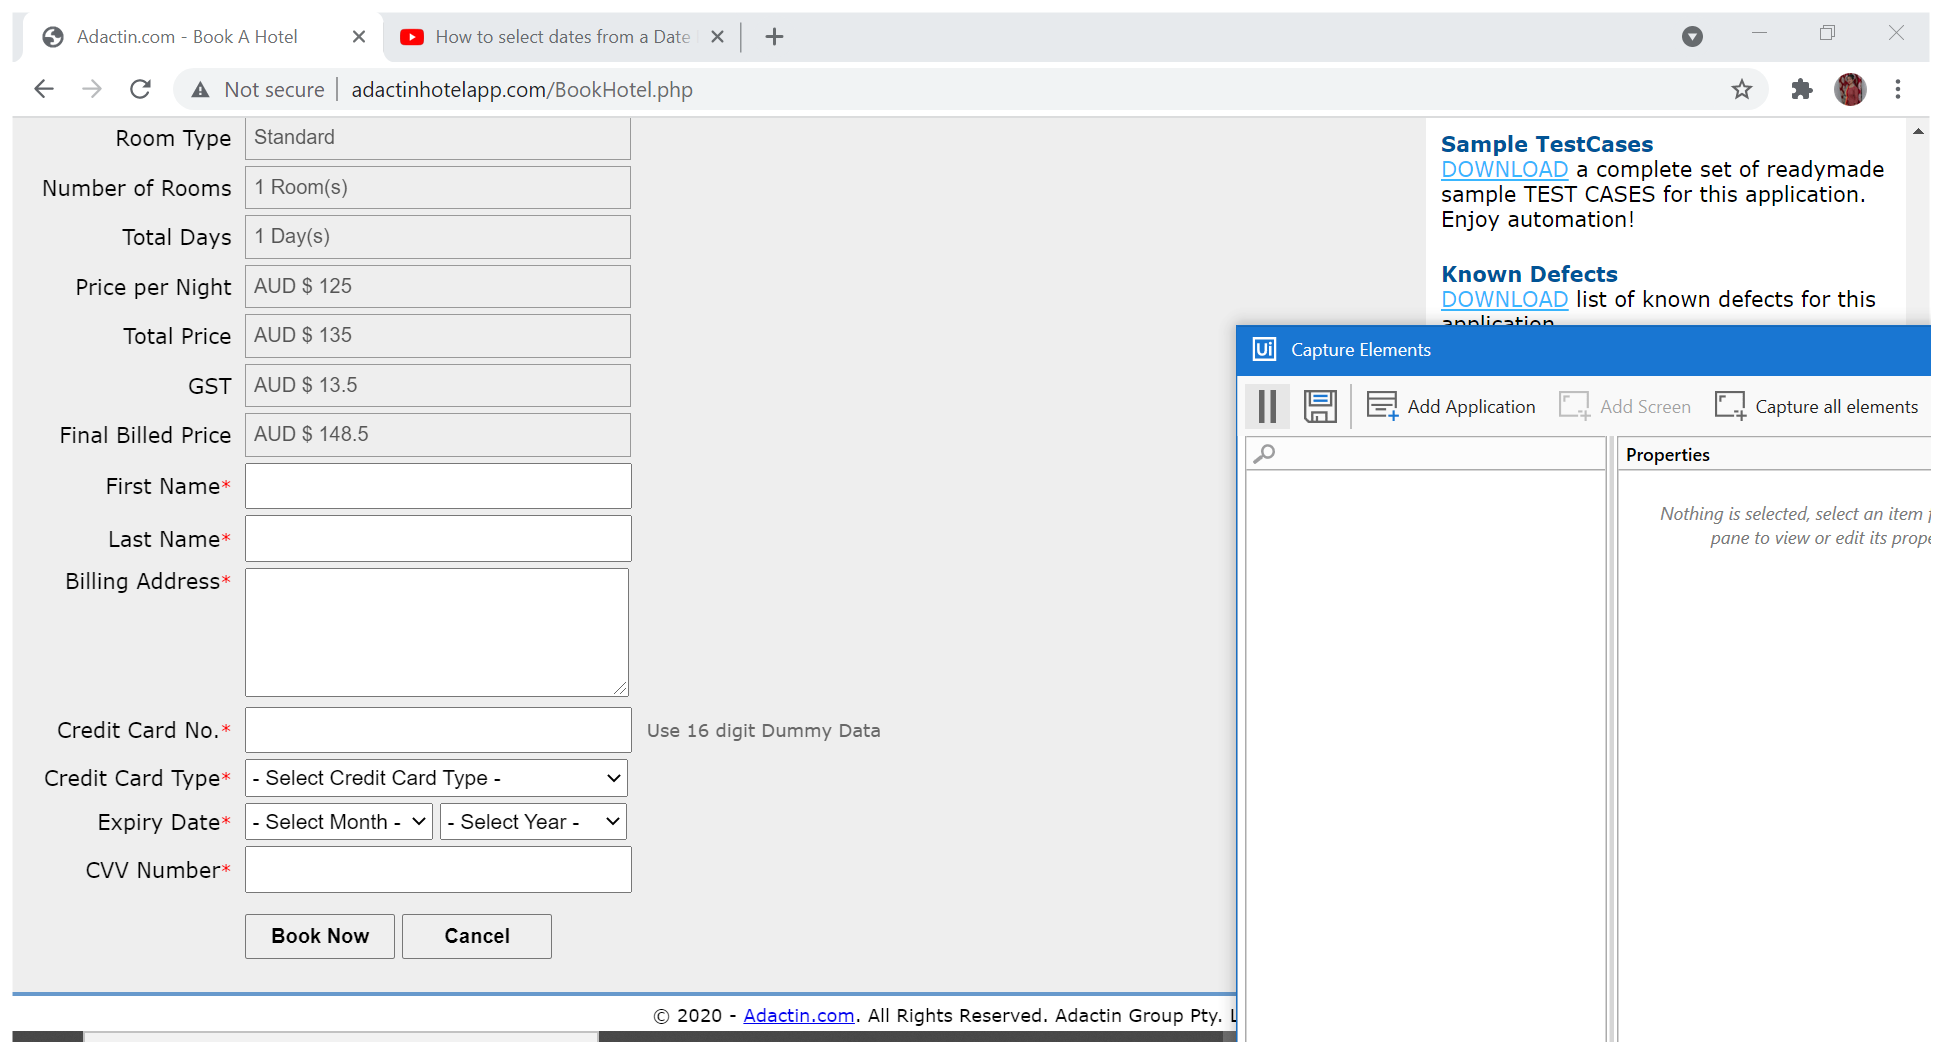 Adactin.com - Book A Hotel
How to select dates from a Date
Not secure
adactinhotelapp.com/BookHotel.php
Room Type Standard
Number of Rooms 1 Room(s)
Total Days 1 Day(s)
Price per Night AUD $ 125
Total Price AUD $ 135
GST AUD $ 13.5
Final Billed Price AUD $ 148.5
First Name*
Last Name*
Billing Address*
Credit Card No.* Use 16 digit Dummy Data
Credit Card Type* - Select Credit Card Type -
Expiry Date* - Select Month - - Select Year -
CVV Number*
Book Now Cancel
Sample TestCases
DOWNLOAD a complete set of readymade
sample TEST CASES for this application.
Enjoy automation!
Known Defects
DOWNLOAD list of known defects for this
application
Ui Capture Elements
Add Application Add Screen Capture all elements
Properties
Nothing is selected, select an item
pane to view or edit its
© 2020 - Adactin.com. All Rights Reserved. Adactin Group Pty.